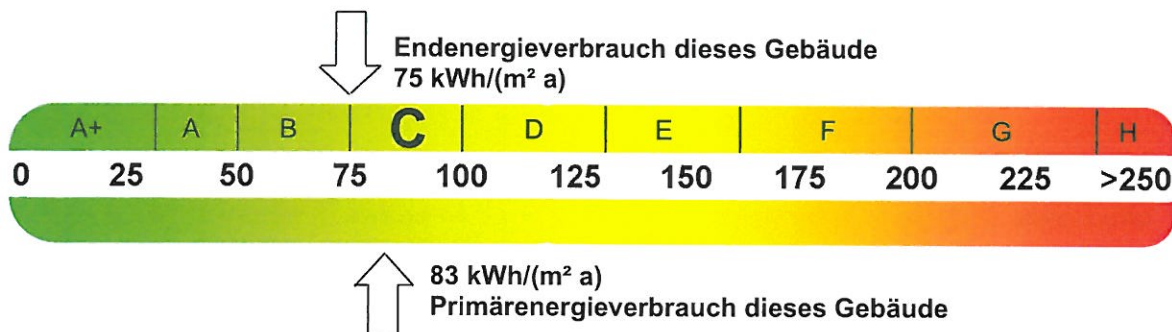 Endenergieverbrauch dieses Gebäude
75 kWh/(m² a)
A+ A B C D E F G H
0 25 50 75 100 125 150 175 200 225 >250
83 kWh/(m² a)
Primärenergieverbrauch dieses Gebäude